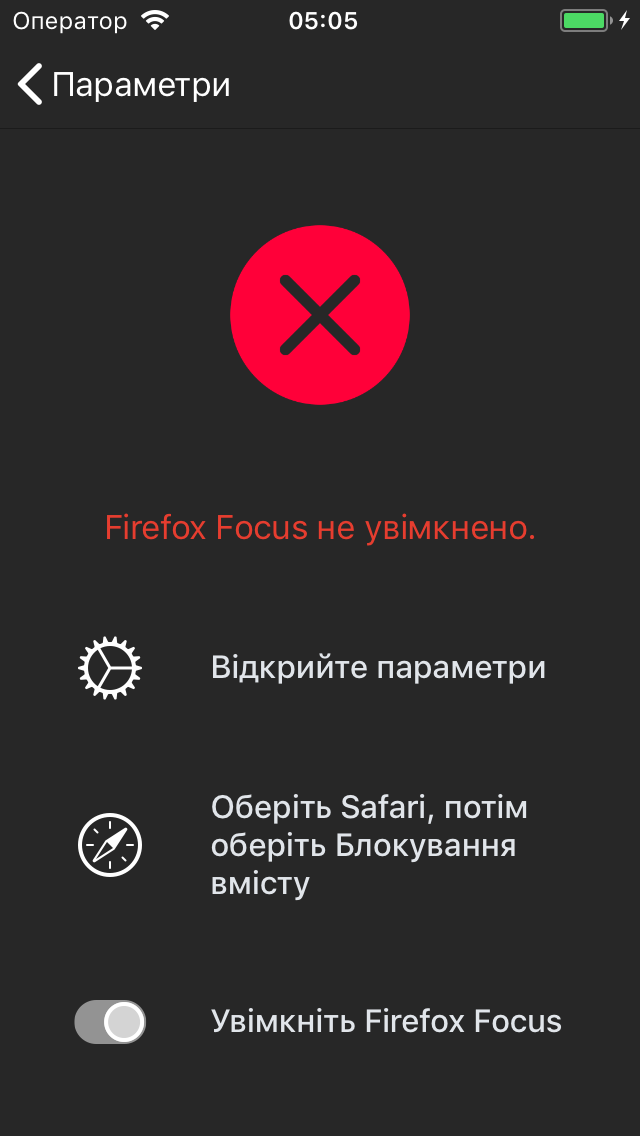 Оператор 05:05
Параметри
Firefox Focus не увімкнено.
Відкрийте параметри
Оберіть Safari, потім
оберіть Блокування
вмісту
Увімкніть Firefox Focus